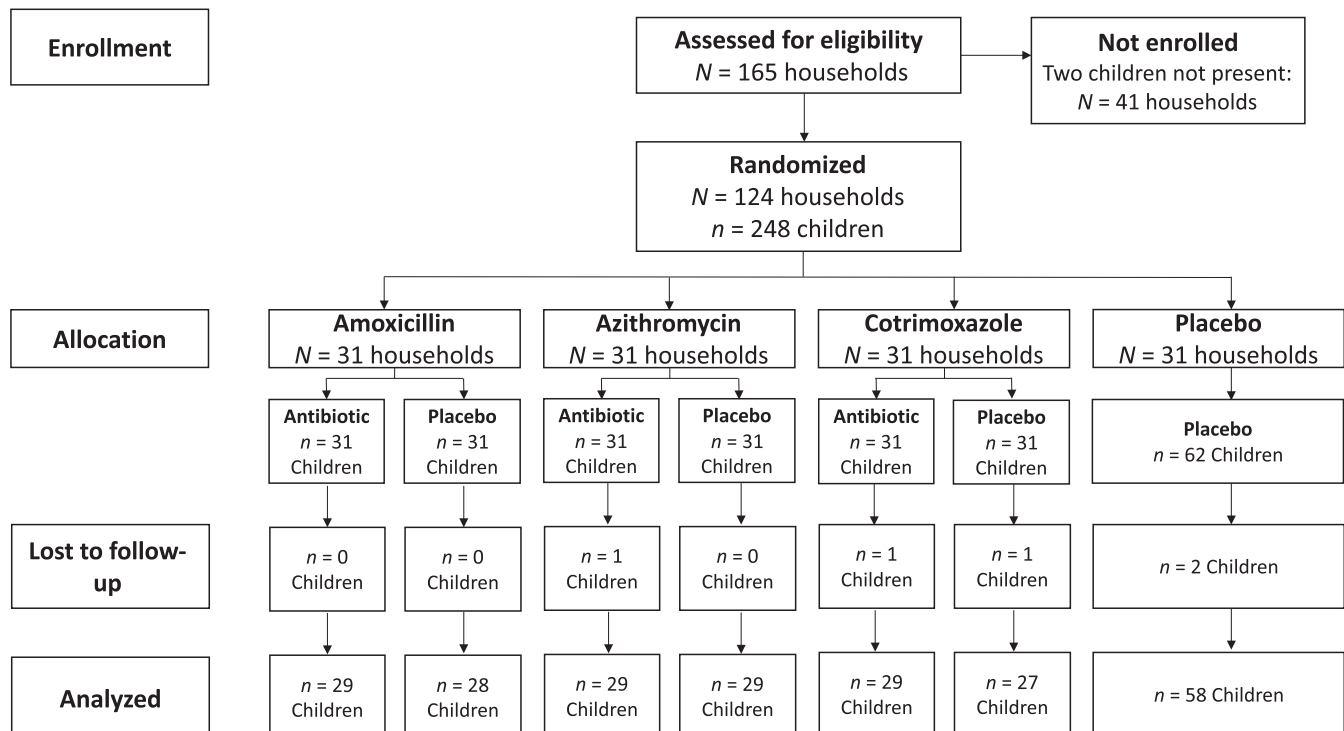 Enrollment
Assessed for eligibility
N = 165 households
Not enrolled
Two children not present:
N = 41 households
Randomized
N = 124 households
n = 248 children
Allocation
Amoxicillin
N = 31 households
Azithromycin
N = 31 households
Cotrimoxazole
N = 31 households
Placebo
N = 31 households
Antibiotic
n = 31
Children
Placebo
n = 31
Children
Antibiotic
n = 31
Children
Placebo
n = 31
Children
Antibiotic
n = 31
Children
Placebo
n = 31
Children
Placebo
n = 62 Children
Lost to follow-
up
n = 0
Children
n = 0
Children
n = 1
Children
n = 0
Children
n = 1
Children
n = 1
Children
n = 2 Children
Analyzed
n = 29
Children
n = 28
Children
n = 29
Children
n = 29
Children
n = 29
Children
n = 27
Children
n = 58 Children